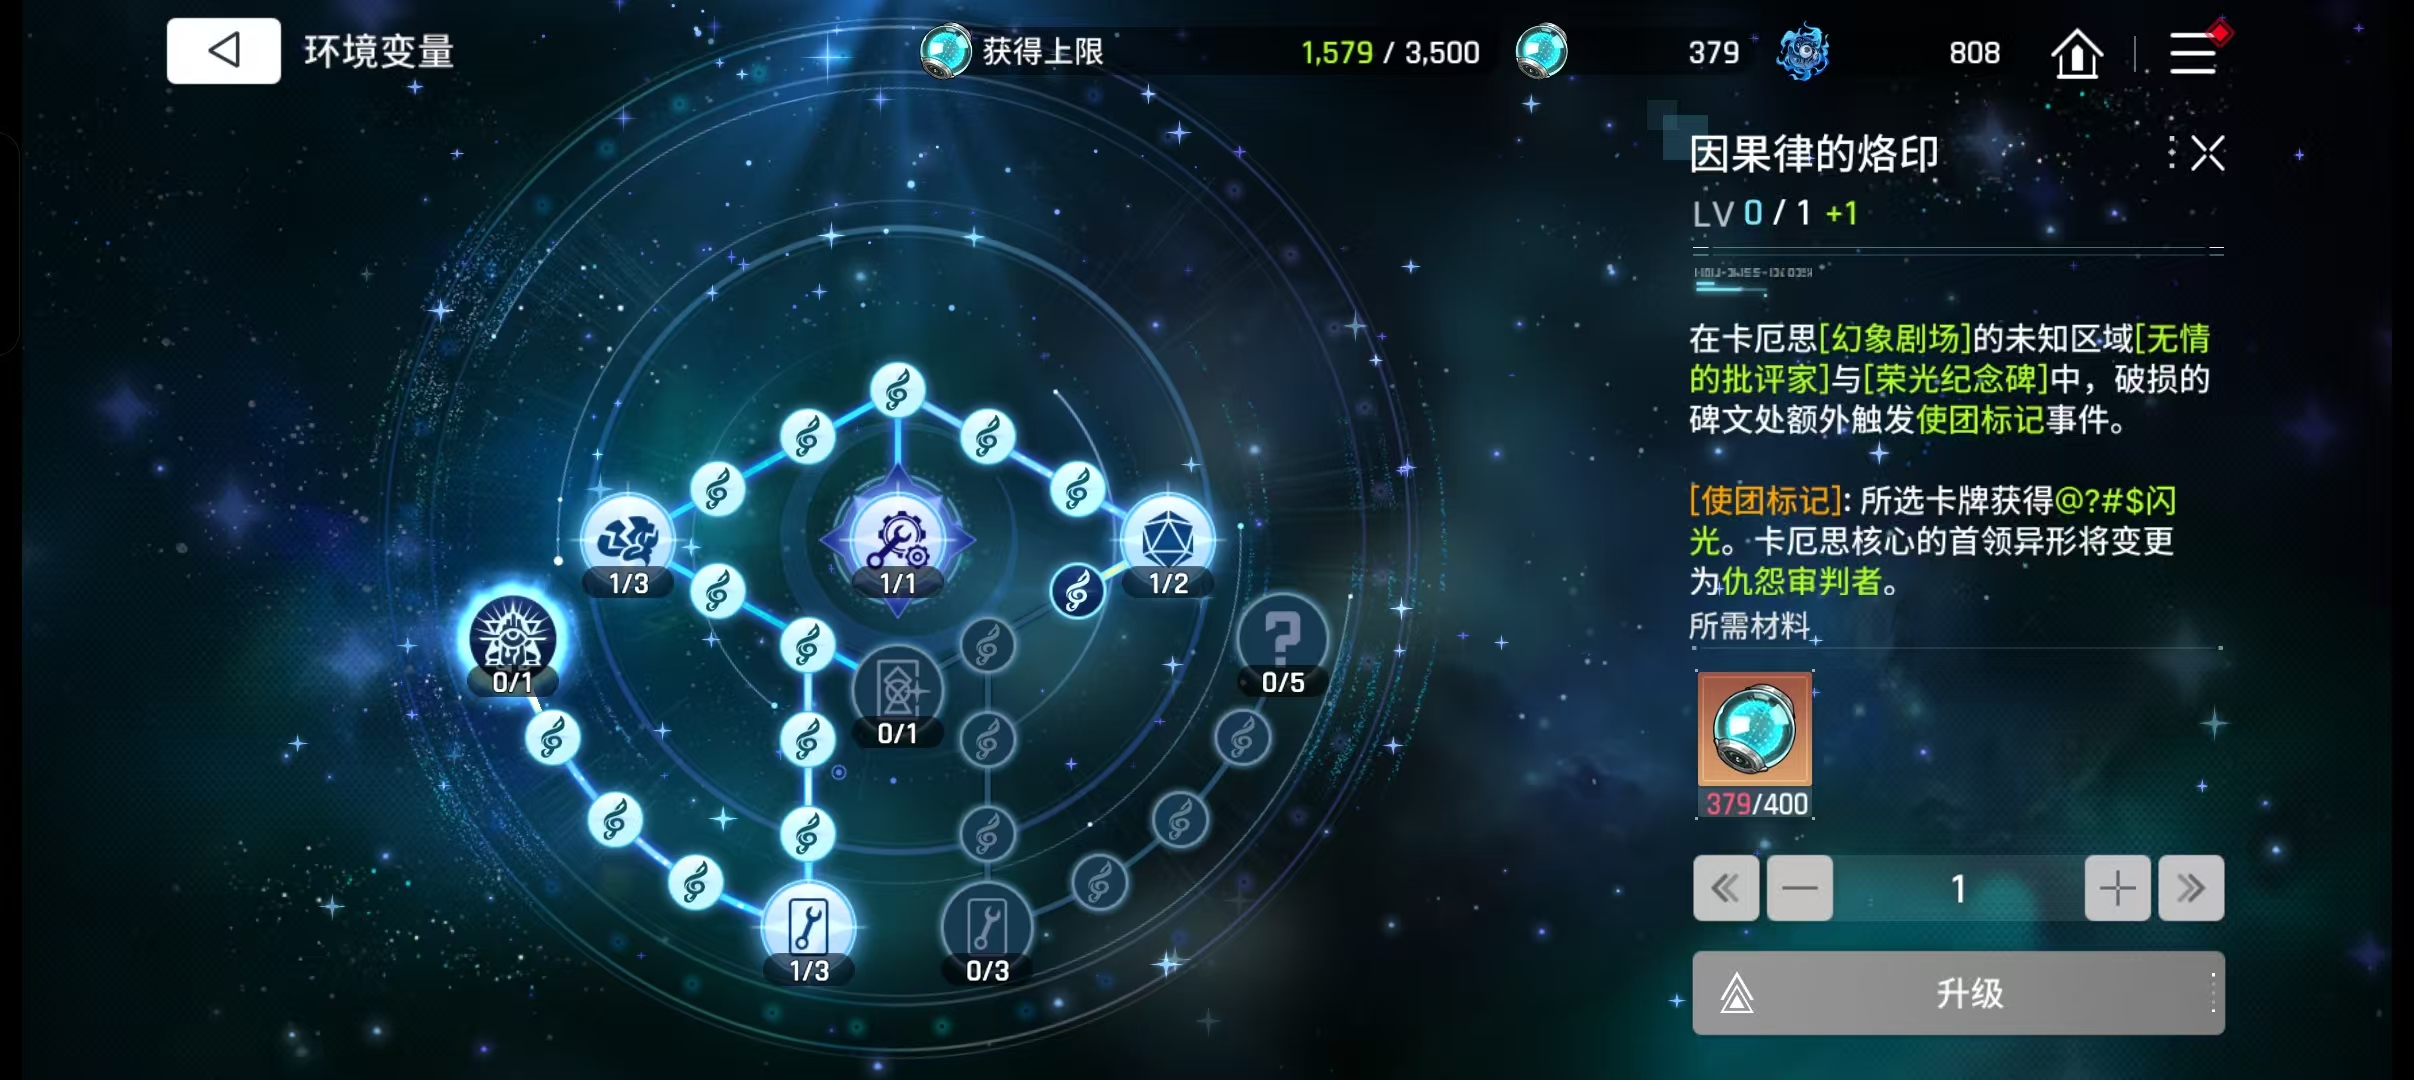 环境变量
获得上限 1,579 / 3,500
379
808
因果律的烙印
LV 0 / 1 +1
在卡厄思[幻象剧场]的未知区域[无情
的批评家]与[荣光纪念碑]中，破损的
碑文处额外触发使团标记事件。
[使团标记]: 所选卡牌获得@?#$闪
光。卡厄思核心的首领异形将变更
为仇怨审判者。
所需材料
379/400
1
升级
1/3
1/1
1/2
0/1
0/1
0/5
1/3
0/3